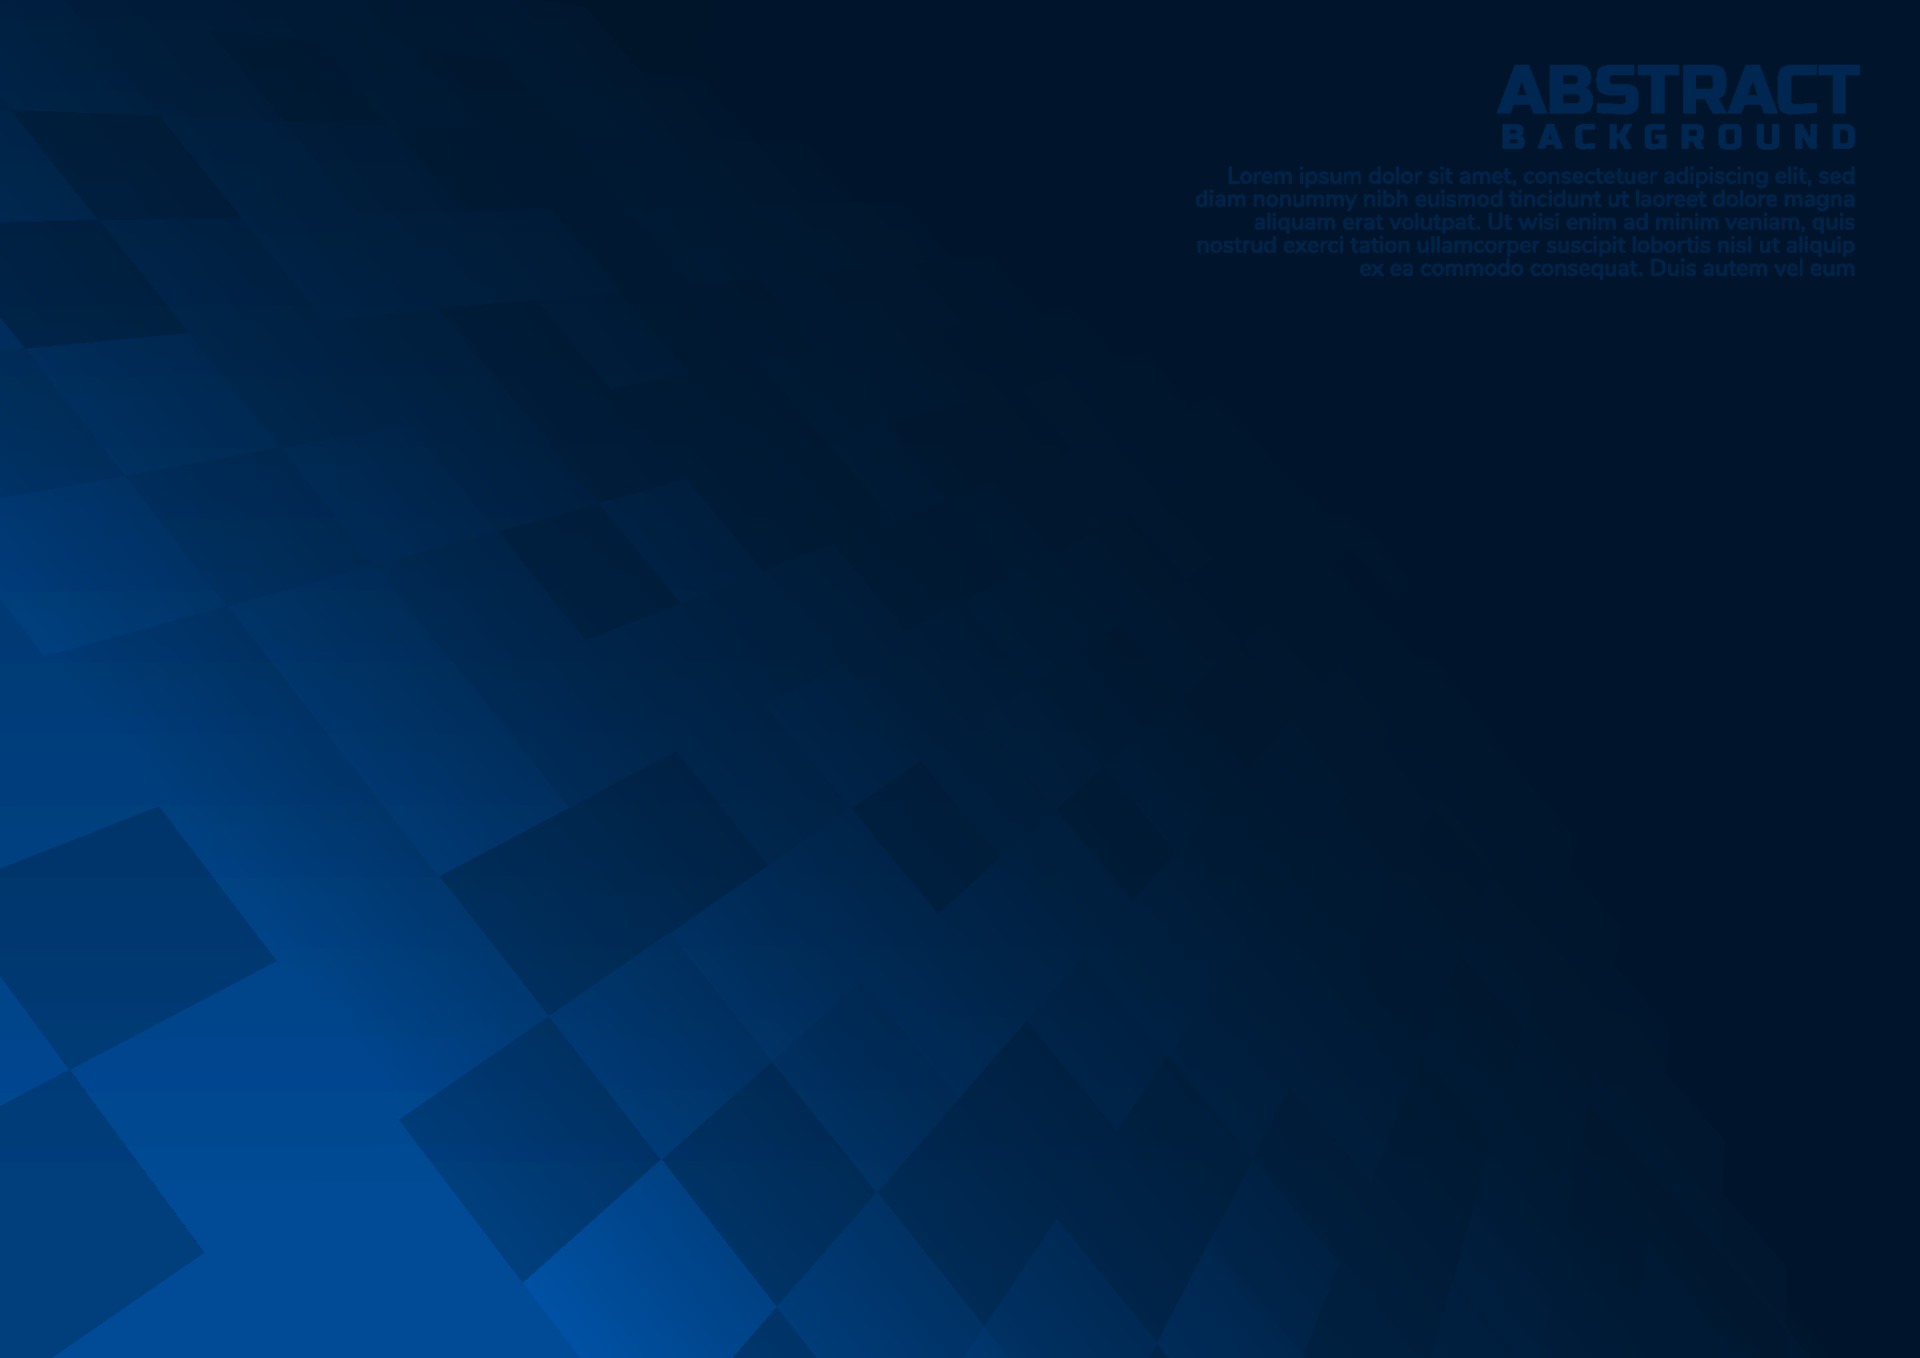 ABSTRACT
BACKGROUND
Lorem ipsum dolor sit amet, consectetuer adipiscing elit, sed
diam nonummy nibh euismod tincidunt ut laoreet dolore magna
aliquam erat volutpat. Ut wisi enim ad minim veniam, quis
nostrud exerci tation ullamcorper suscipit lobortis nisl ut aliquip
ex ea commodo consequat. Duis autem vel eum